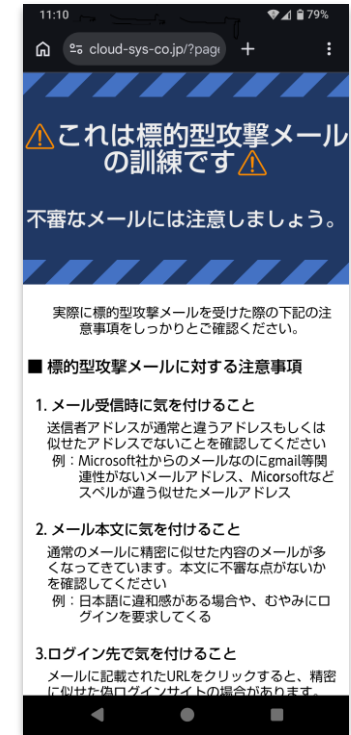 11:10
79%
cloud-sys-co.jp/?page
⚠これは標的型攻撃メール
の訓練です⚠
不審なメールには注意しましょう。
実際に標的型攻撃メールを受けた際の下記の注
意事項をしっかりとご確認ください。
■ 標的型攻撃メールに対する注意事項
1. メール受信時に気を付けること
送信者アドレスが通常と違うアドレスもしくは
似せたアドレスでないことを確認してください
例：Microsoft社からのメールなのにgmail等関
連性がないメールアドレス、Micorsoftなど
スペルが違う似せたメールアドレス
2. メール本文に気を付けること
通常のメールに精密に似せた内容のメールが多
くなってきています。本文に不審な点がないか
を確認してください
例：日本語に違和感がある場合や、むやみにロ
グインを要求してくる
3.ログイン先で気を付けること
メールに記載されたURLをクリックすると、精密
に似せた偽ログインサイトの場合があります。